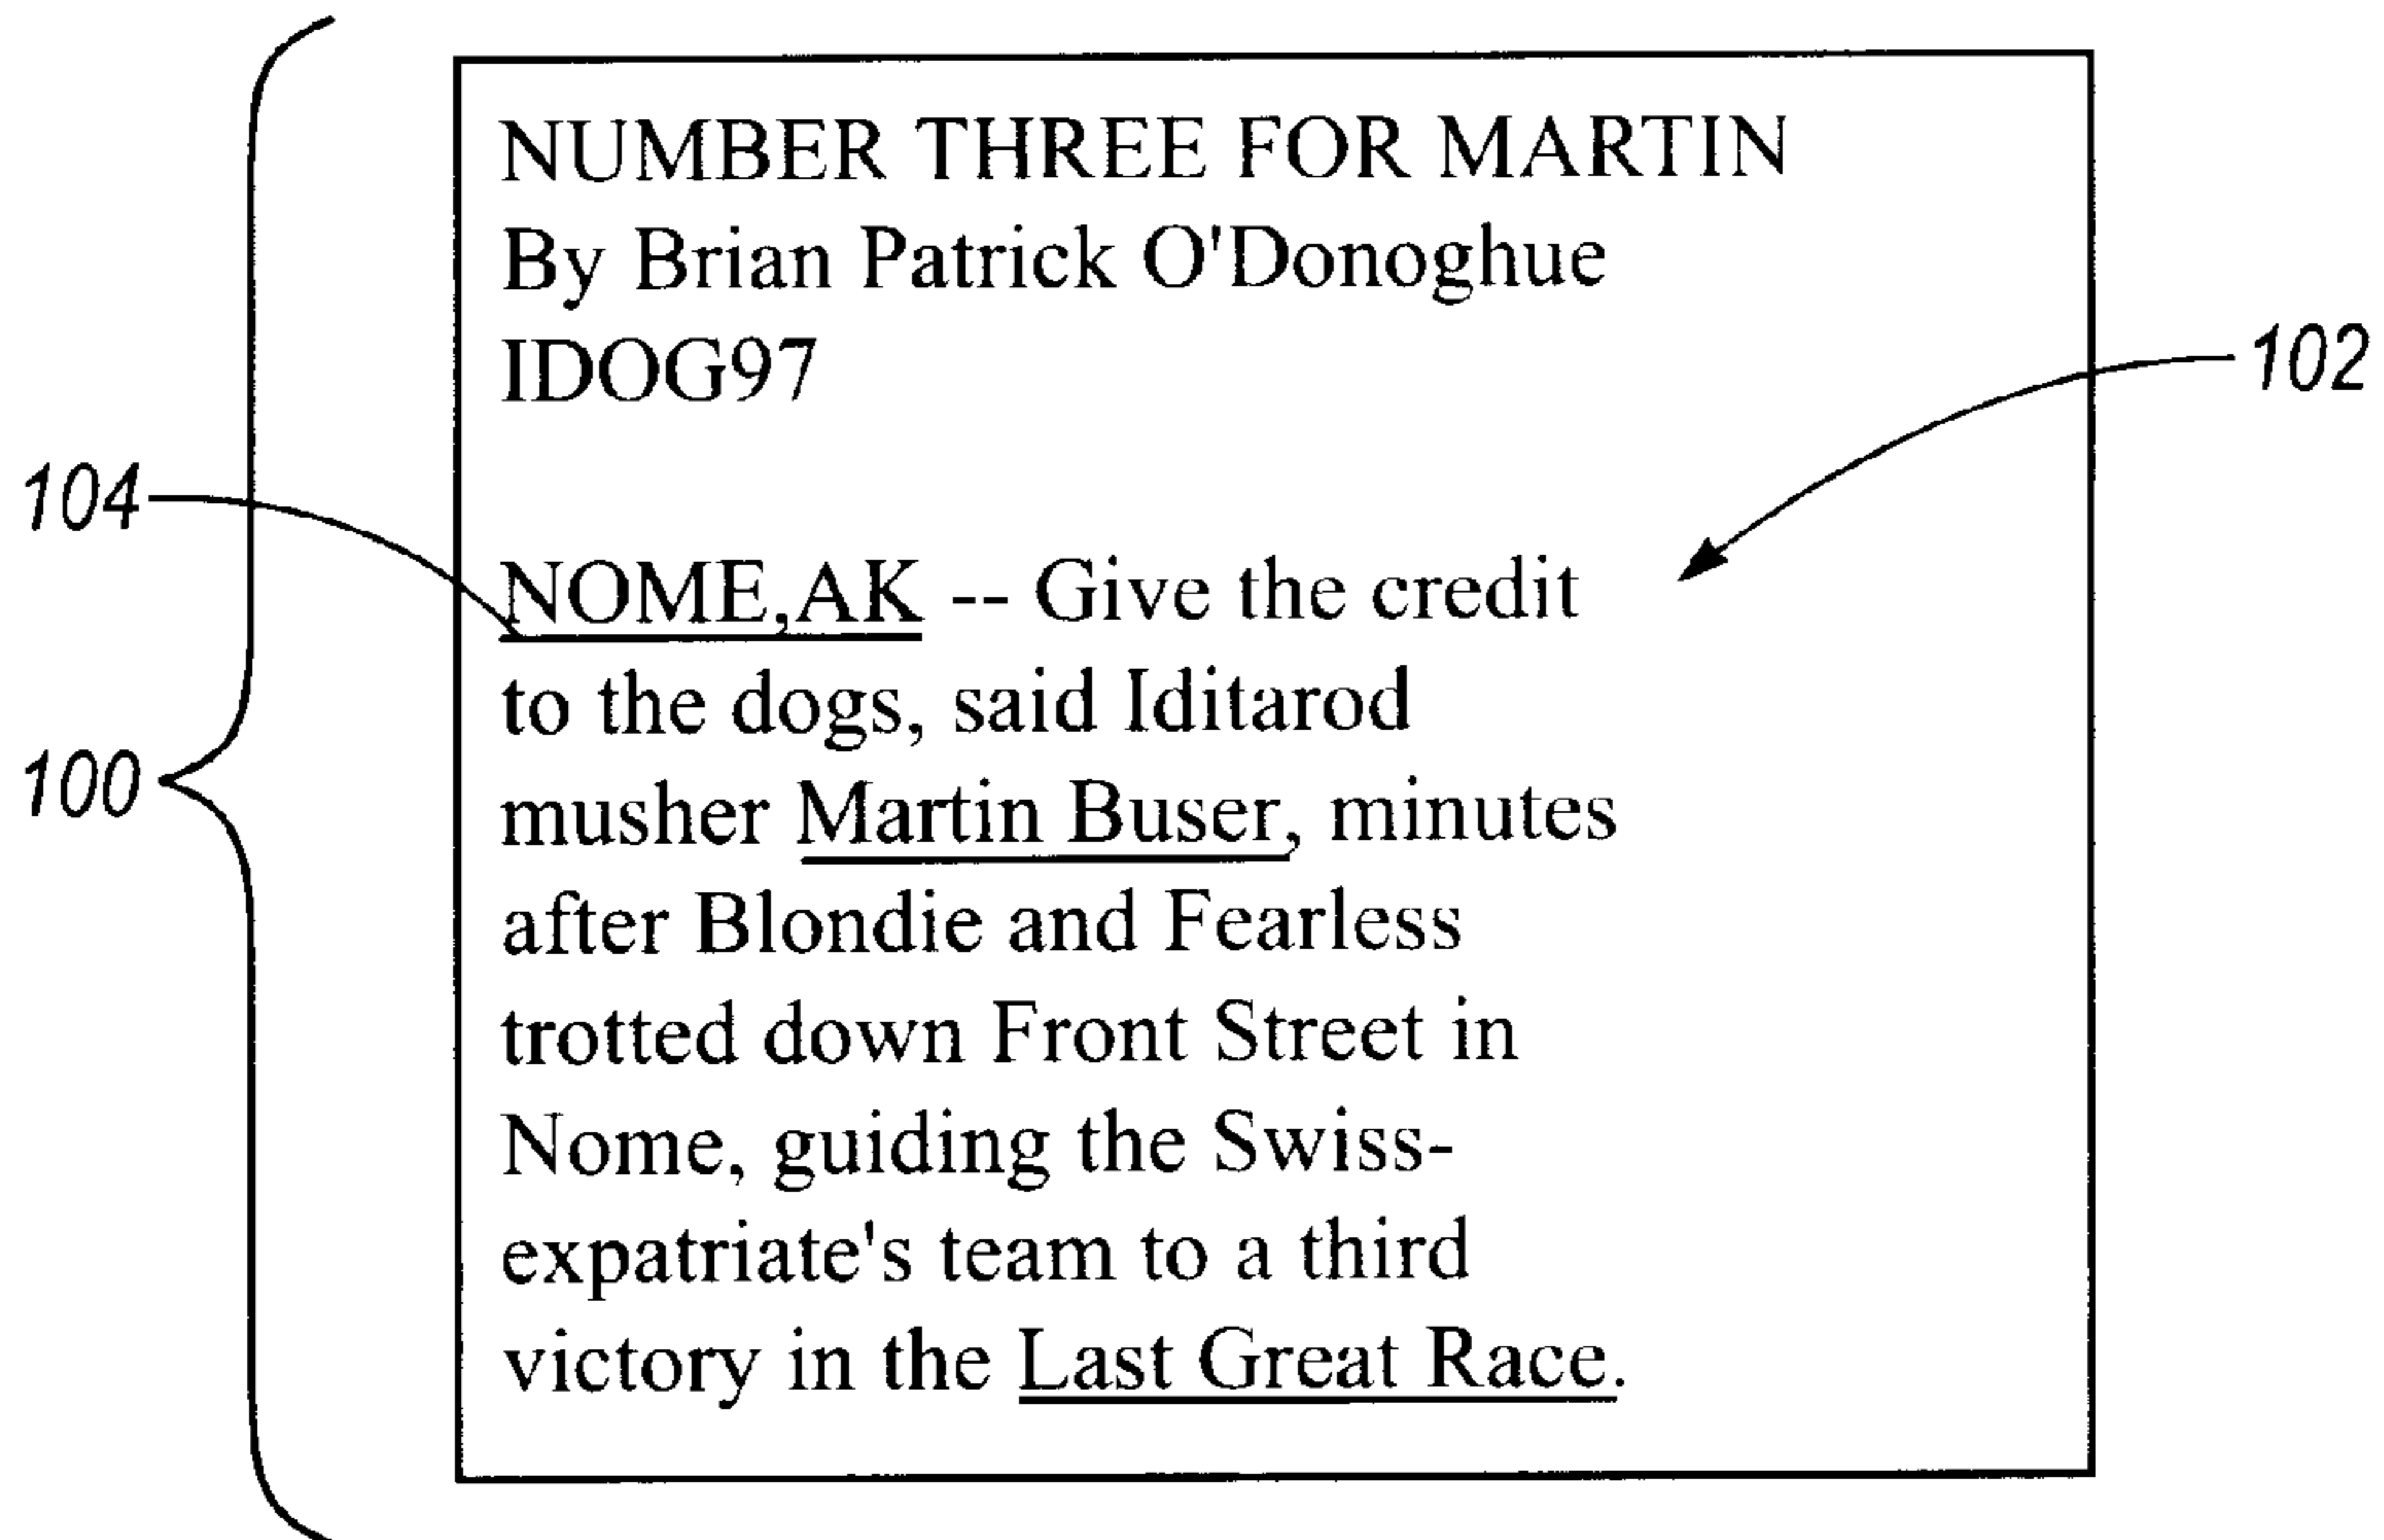 NUMBER THREE FOR MARTIN
By Brian Patrick O'Donoghue
IDOG97
102
104
NOME,AK -- Give the credit
to the dogs, said Iditarod
100
musher Martin Buser, minutes
after Blondie and Fearless
trotted down Front Street in
Nome, guiding the Swiss-
expatriate's team to a third
victory in the Last Great Race.